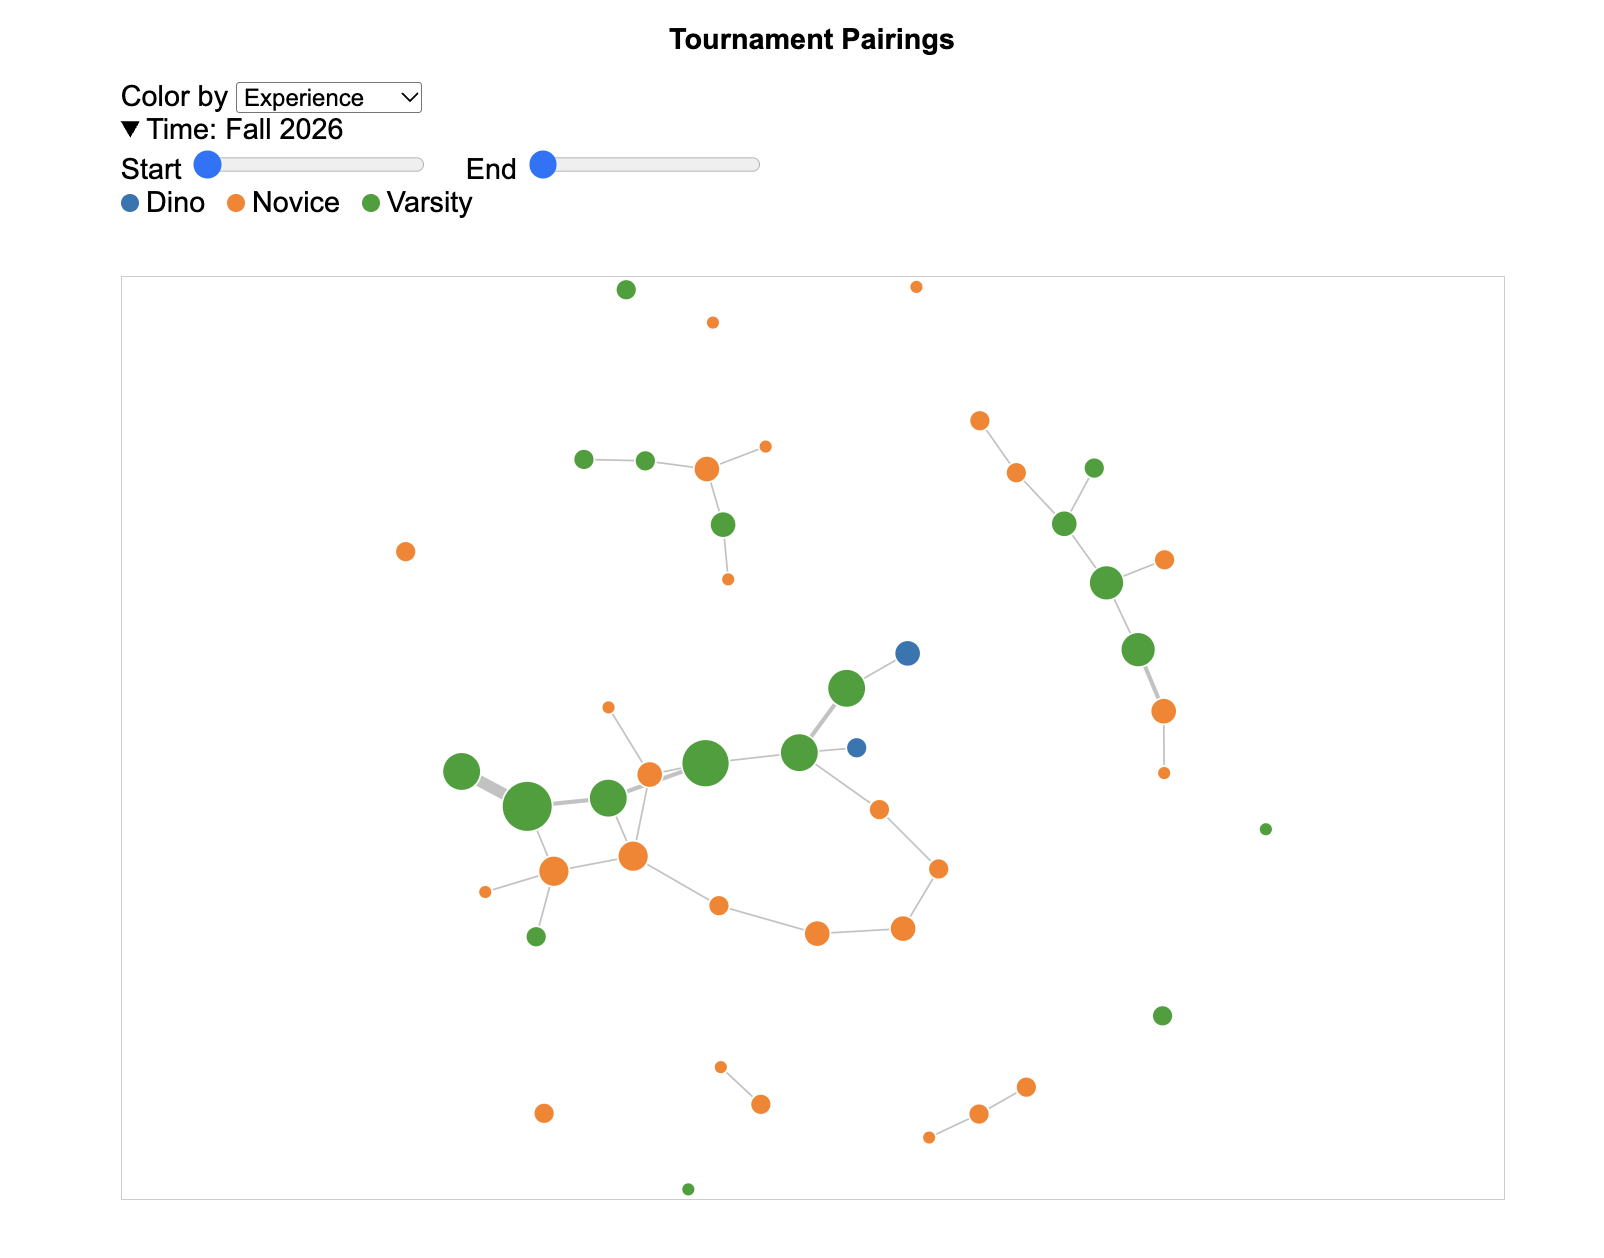 Tournament Pairings
Color by Experience
▼ Time: Fall 2026
Start End
Dino Novice Varsity